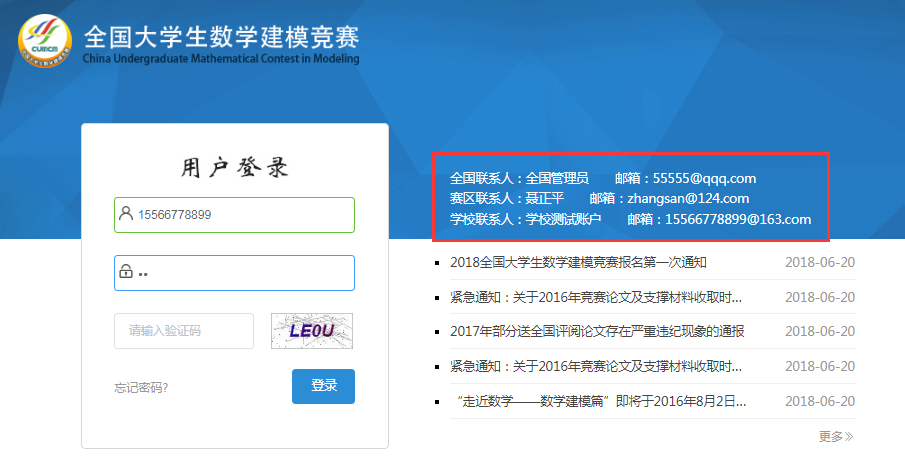 CUMCM
全国大学生数学建模竞赛
China Undergraduate Mathematical Contest in Modeling
用户登录
15566778899
请输入验证码
LE0U
忘记密码?
登录
全国联系人：全国管理员 邮箱：55555@qqq.com
赛区联系人：聂正平 邮箱：zhangsan@124.com
学校联系人：学校测试账户 邮箱：15566778899@163.com
2018全国大学生数学建模竞赛报名第一次通知 2018-06-20
紧急通知：关于2016年竞赛论文及支撑材料收取时... 2018-06-20
2017年部分送全国评阅论文存在严重违纪现象的通报 2018-06-20
紧急通知：关于2016年竞赛论文及支撑材料收取时... 2018-06-20
“走近数学——数学建模篇”即将于2016年8月2日... 2018-06-20
更多